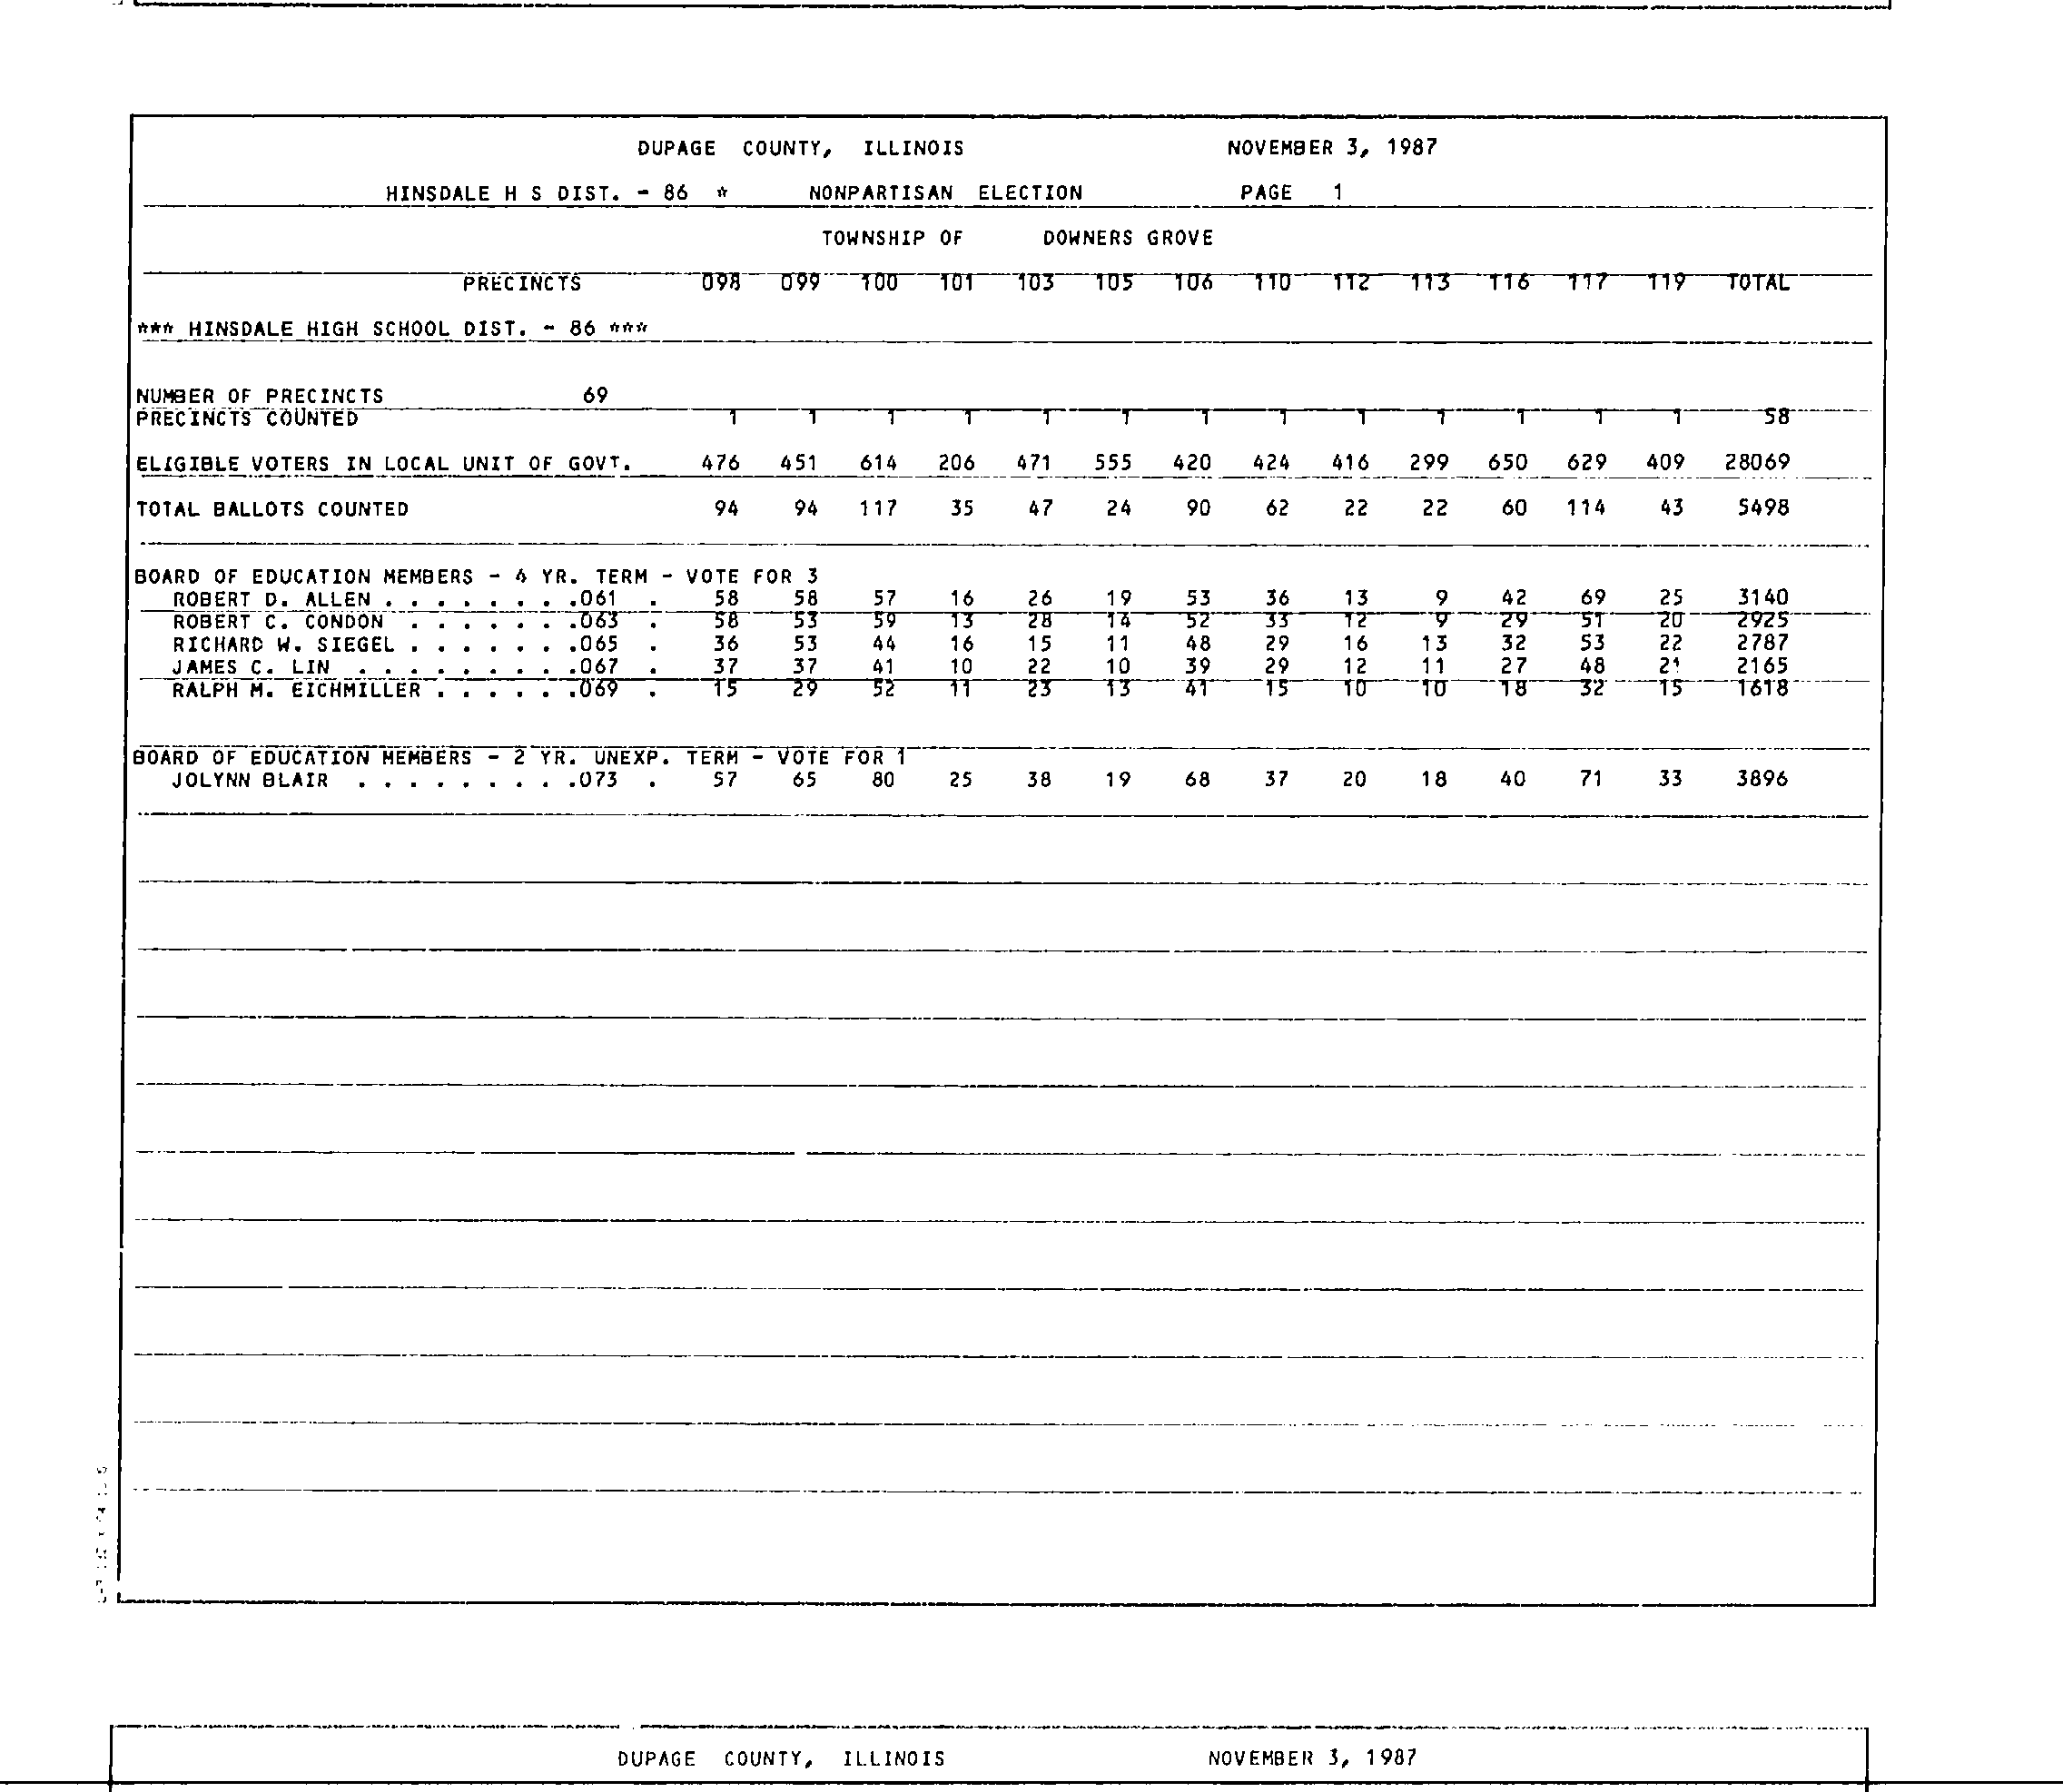 DUPAGE COUNTY, ILLINOIS NOVEMBER 3, 1987
HINSDALE H S DIST. - 86 * NONPARTISAN ELECTION PAGE 1
TOWNSHIP OF DOWNERS GROVE
PRECINCTS 098 099 100 101 103 105 106 110 112 113 116 117 119 TOTAL
*** HINSDALE HIGH SCHOOL DIST. - 86 ***
NUMBER OF PRECINCTS 69
PRECINCTS COUNTED 1 1 1 1 1 1 1 1 1 1 1 1 1 58
ELIGIBLE VOTERS IN LOCAL UNIT OF GOVT. 476 451 614 206 471 555 420 424 416 299 650 629 409 28069
TOTAL BALLOTS COUNTED 94 94 117 35 47 24 90 62 22 22 60 114 43 5498
BOARD OF EDUCATION MEMBERS - YR. TERM - VOTE FOR 3
ROBERT D. ALLEN . . . . . . . .061 . 58 58 57 16 26 19 53 36 13 9 42 69 25 3140
ROBERT C. CONDON . . . . . . .063 . 58 53 59 13 28 14 52 33 12 9 29 51 20 2925
RICHARD W. SIEGEL . . . . . . .065 . 36 53 44 16 15 11 48 29 16 13 32 53 22 2787
JAMES C. LIN . . . . . . . . .067 . 37 37 41 10 22 10 39 29 12 11 27 48 21 2165
RALPH M. EICHMILLER . . . . . .069 . 15 29 52 11 23 13 41 15 10 10 18 32 15 1618
BOARD OF EDUCATION MEMBERS - 2 YR. UNEXP. TERM - VOTE FOR 1
JOLYNN BLAIR . . . . . . . . .073 . 57 65 80 25 38 19 68 37 20 18 40 71 33 3896
DUPAGE COUNTY, ILLINOIS NOVEMBER 3, 1987